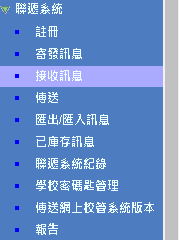 聯遞系統
註冊
寄發訊息
接收訊息
傳送
匯出/匯入訊息
已庫存訊息
聯遞系統紀錄
學校密碼匙管理
傳送網上校管系統版本
報告